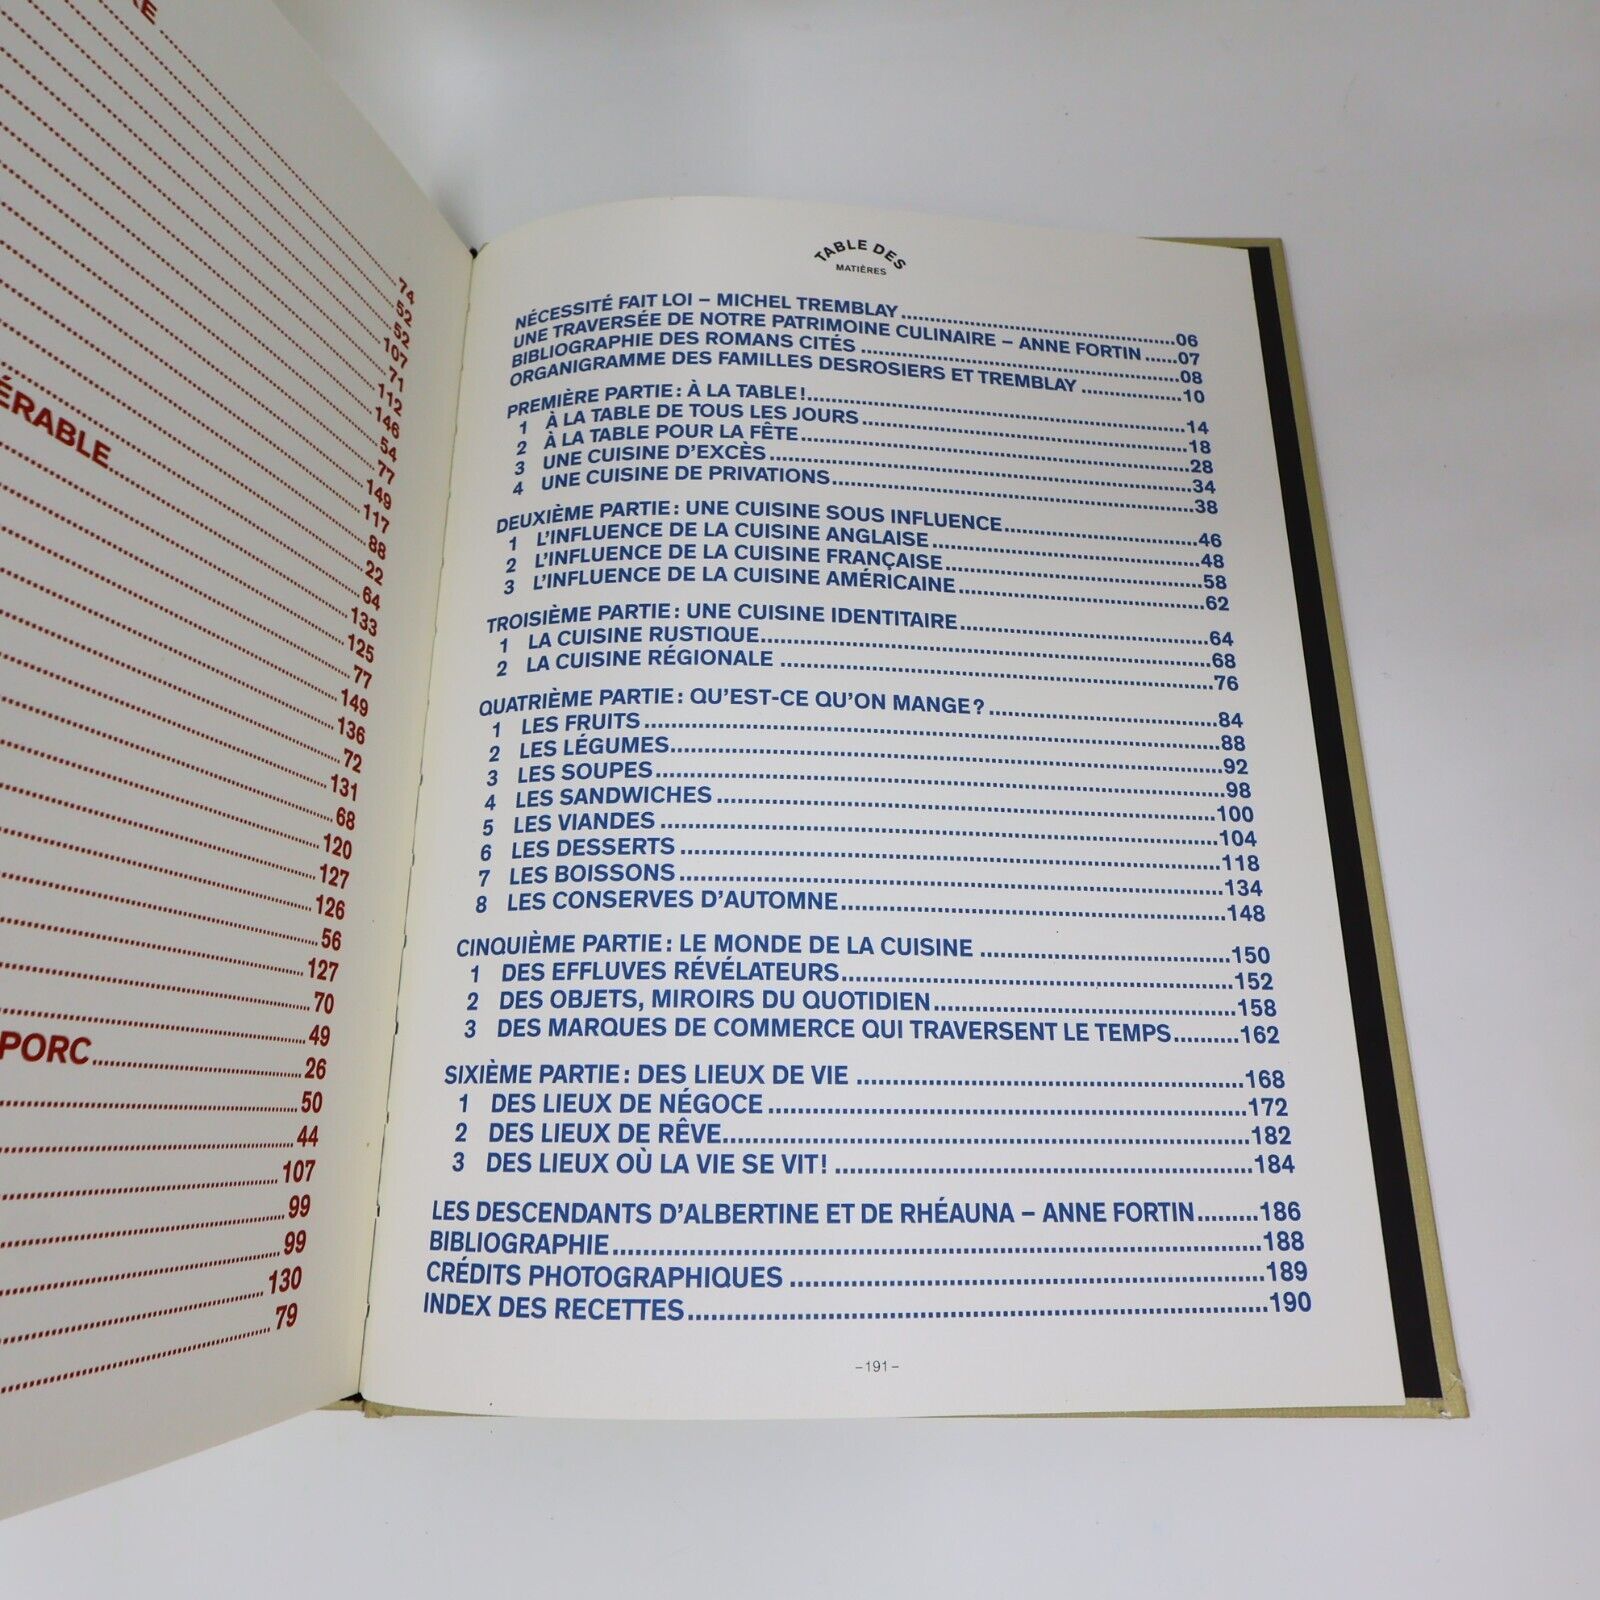 KE
74
52
52
107
71
112
146
54
77
ÉRABLE
149
117
88
22
64
133
125
77
149
136
72
131
68
120
127
126
56
127
70
49
PORC 26
50
44
107
99
99
130
79
TABLE DES
MATIÈRES
NÉCESSITÉ FAIT LOI – MICHEL TREMBLAY 06
UNE TRAVERSÉE DE NOTRE PATRIMOINE CULINAIRE – ANNE FORTIN 07
BIBLIOGRAPHIE DES ROMANS CITÉS 08
ORGANIGRAMME DES FAMILLES DESROSIERS ET TREMBLAY 10
PREMIÈRE PARTIE : À LA TABLE ! 14
1 À LA TABLE DE TOUS LES JOURS 18
2 À LA TABLE POUR LA FÊTE 28
3 UNE CUISINE D'EXCÈS 34
4 UNE CUISINE DE PRIVATIONS 38
DEUXIÈME PARTIE : UNE CUISINE SOUS INFLUENCE 46
1 L'INFLUENCE DE LA CUISINE ANGLAISE 48
2 L'INFLUENCE DE LA CUISINE FRANÇAISE 58
3 L'INFLUENCE DE LA CUISINE AMÉRICAINE 62
TROISIÈME PARTIE : UNE CUISINE IDENTITAIRE 64
1 LA CUISINE RUSTIQUE 68
2 LA CUISINE RÉGIONALE 76
QUATRIÈME PARTIE : QU'EST-CE QU'ON MANGE ? 84
1 LES FRUITS 88
2 LES LÉGUMES 92
3 LES SOUPES 98
4 LES SANDWICHES 100
5 LES VIANDES 104
6 LES DESSERTS 118
7 LES BOISSONS 134
8 LES CONSERVES D'AUTOMNE 148
CINQUIÈME PARTIE : LE MONDE DE LA CUISINE 150
1 DES EFFLUVES RÉVÉLATEURS 152
2 DES OBJETS, MIROIRS DU QUOTIDIEN 158
3 DES MARQUES DE COMMERCE QUI TRAVERSENT LE TEMPS 162
SIXIÈME PARTIE : DES LIEUX DE VIE 168
1 DES LIEUX DE NÉGOCE 172
2 DES LIEUX DE RÊVE 182
3 DES LIEUX OÙ LA VIE SE VIT ! 184
LES DESCENDANTS D'ALBERTINE ET DE RHÉAUNA – ANNE FORTIN 186
BIBLIOGRAPHIE 188
CRÉDITS PHOTOGRAPHIQUES 189
INDEX DES RECETTES 190
– 191 –